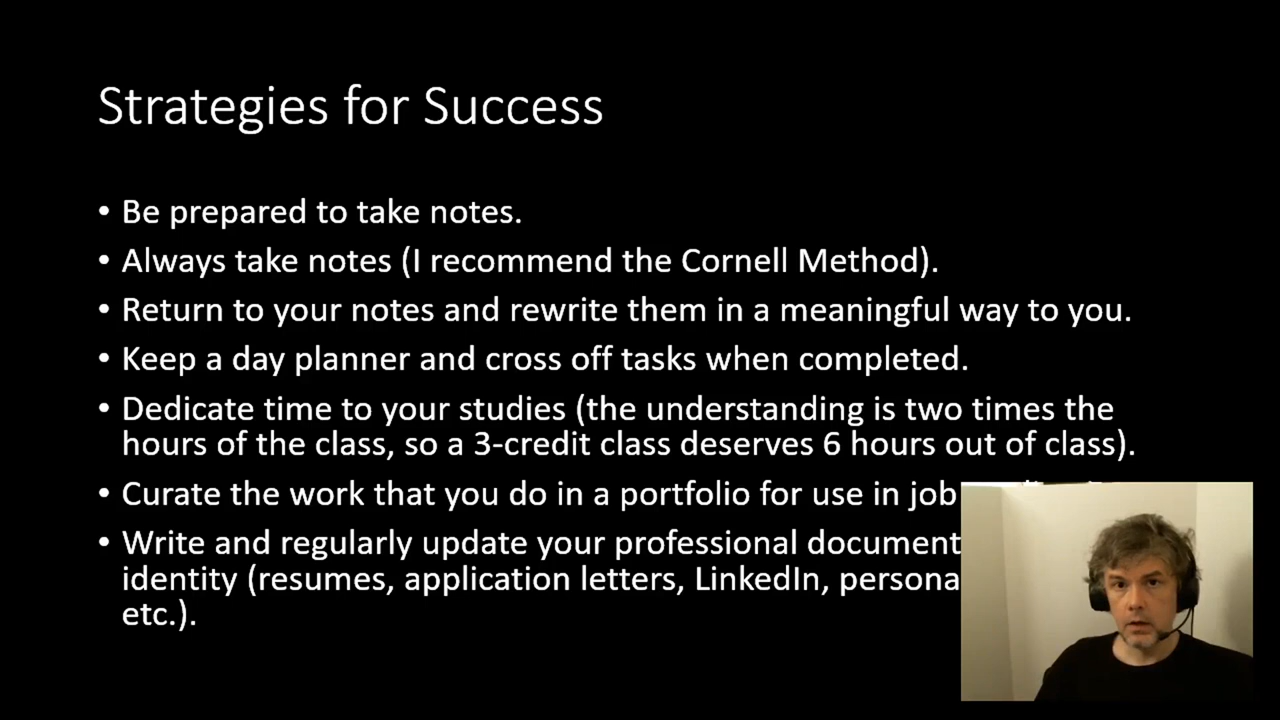 Strategies for Success
• Be prepared to take notes.
• Always take notes (I recommend the Cornell Method).
• Return to your notes and rewrite them in a meaningful way to you.
• Keep a day planner and cross off tasks when completed.
• Dedicate time to your studies (the understanding is two times the
hours of the class, so a 3-credit class deserves 6 hours out of class).
• Curate the work that you do in a portfolio for use in job
• Write and regularly update your professional
identity (resumes, application letters, LinkedIn,
etc.).